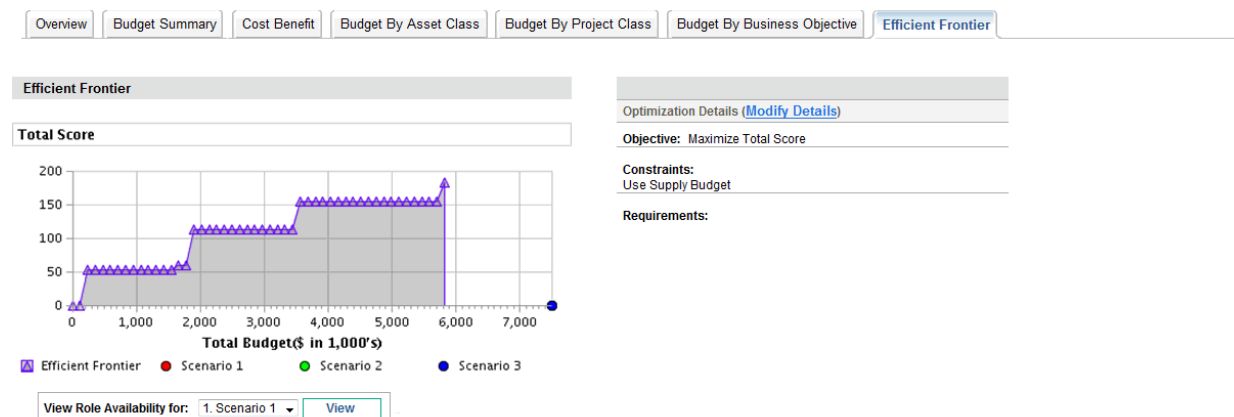 Overview Budget Summary Cost Benefit Budget By Asset Class Budget By Project Class Budget By Business Objective Efficient Frontier
Efficient Frontier
Total Score
200
150
100
50
0
0 1,000 2,000 3,000 4,000 5,000 6,000 7,000
Total Budget($ in 1,000's)
Efficient Frontier Scenario 1 Scenario 2 Scenario 3
View Role Availability for: 1. Scenario 1 View
Optimization Details (Modify Details)
Objective: Maximize Total Score
Constraints:
Use Supply Budget
Requirements: